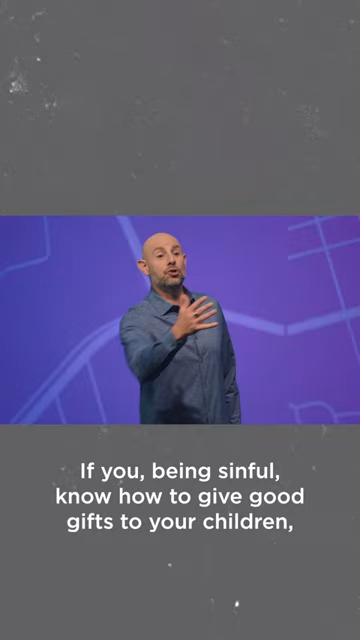 If you, being sinful,
know how to give good
gifts to your children,